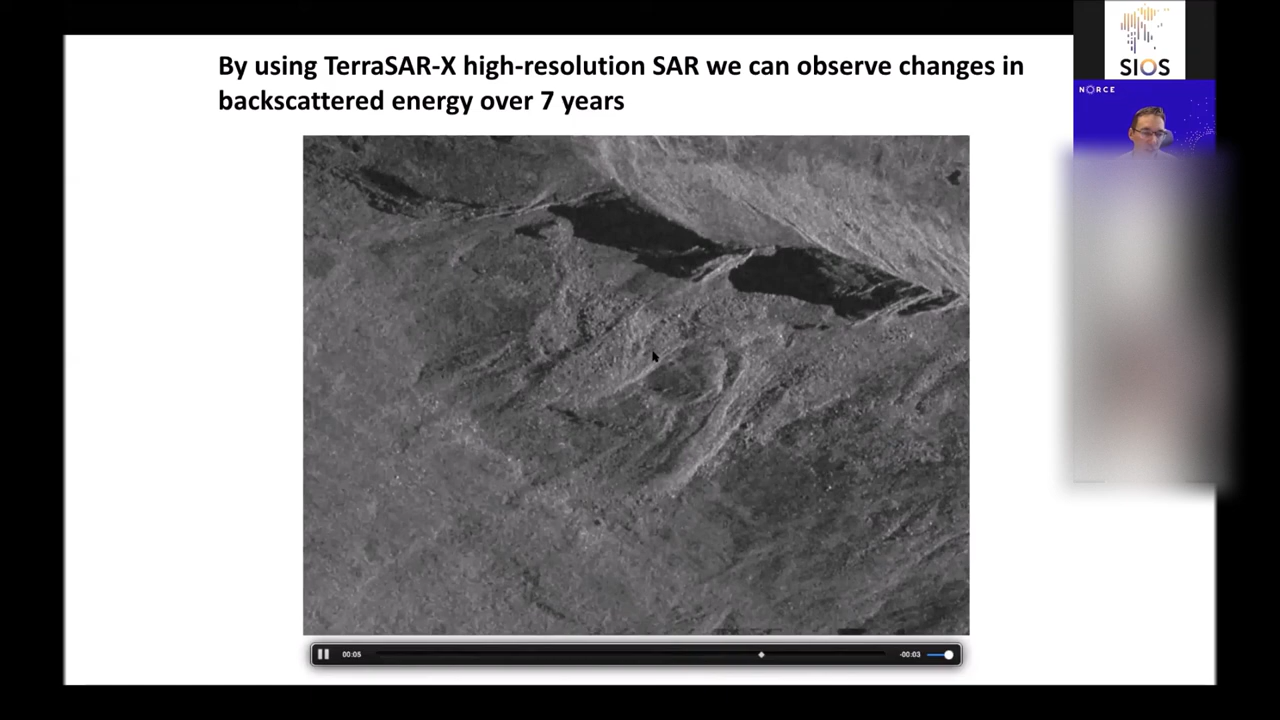 By using TerraSAR-X high-resolution SAR we can observe changes in
backscattered energy over 7 years
SIOS
NORCE
00:05
-00:03